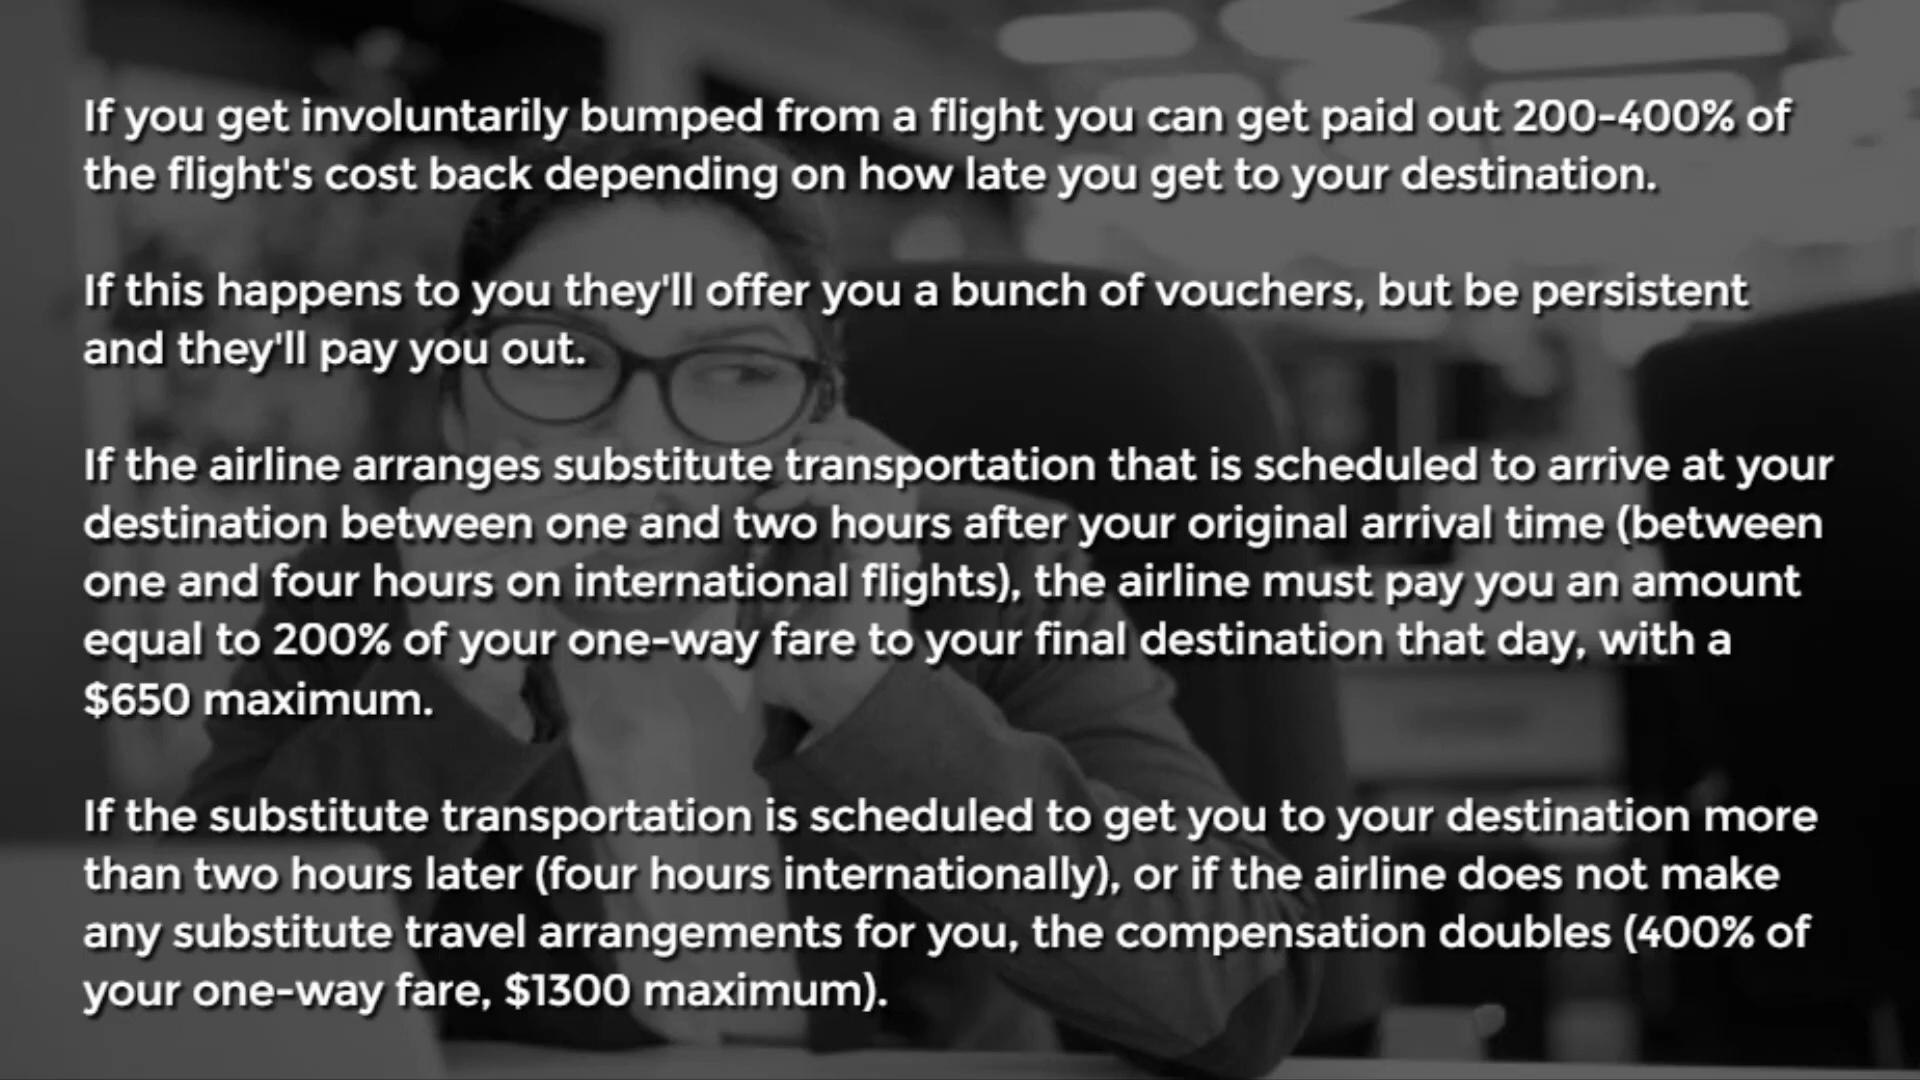 If you get involuntarily bumped from a flight you can get paid out 200-400% of
the flight's cost back depending on how late you get to your destination.
If this happens to you they'll offer you a bunch of vouchers, but be persistent
and they'll pay you out.
If the airline arranges substitute transportation that is scheduled to arrive at your
destination between one and two hours after your original arrival time (between
one and four hours on international flights), the airline must pay you an amount
equal to 200% of your one-way fare to your final destination that day, with a
$650 maximum.
If the substitute transportation is scheduled to get you to your destination more
than two hours later (four hours internationally), or if the airline does not make
any substitute travel arrangements for you, the compensation doubles (400% of
your one-way fare, $1300 maximum).